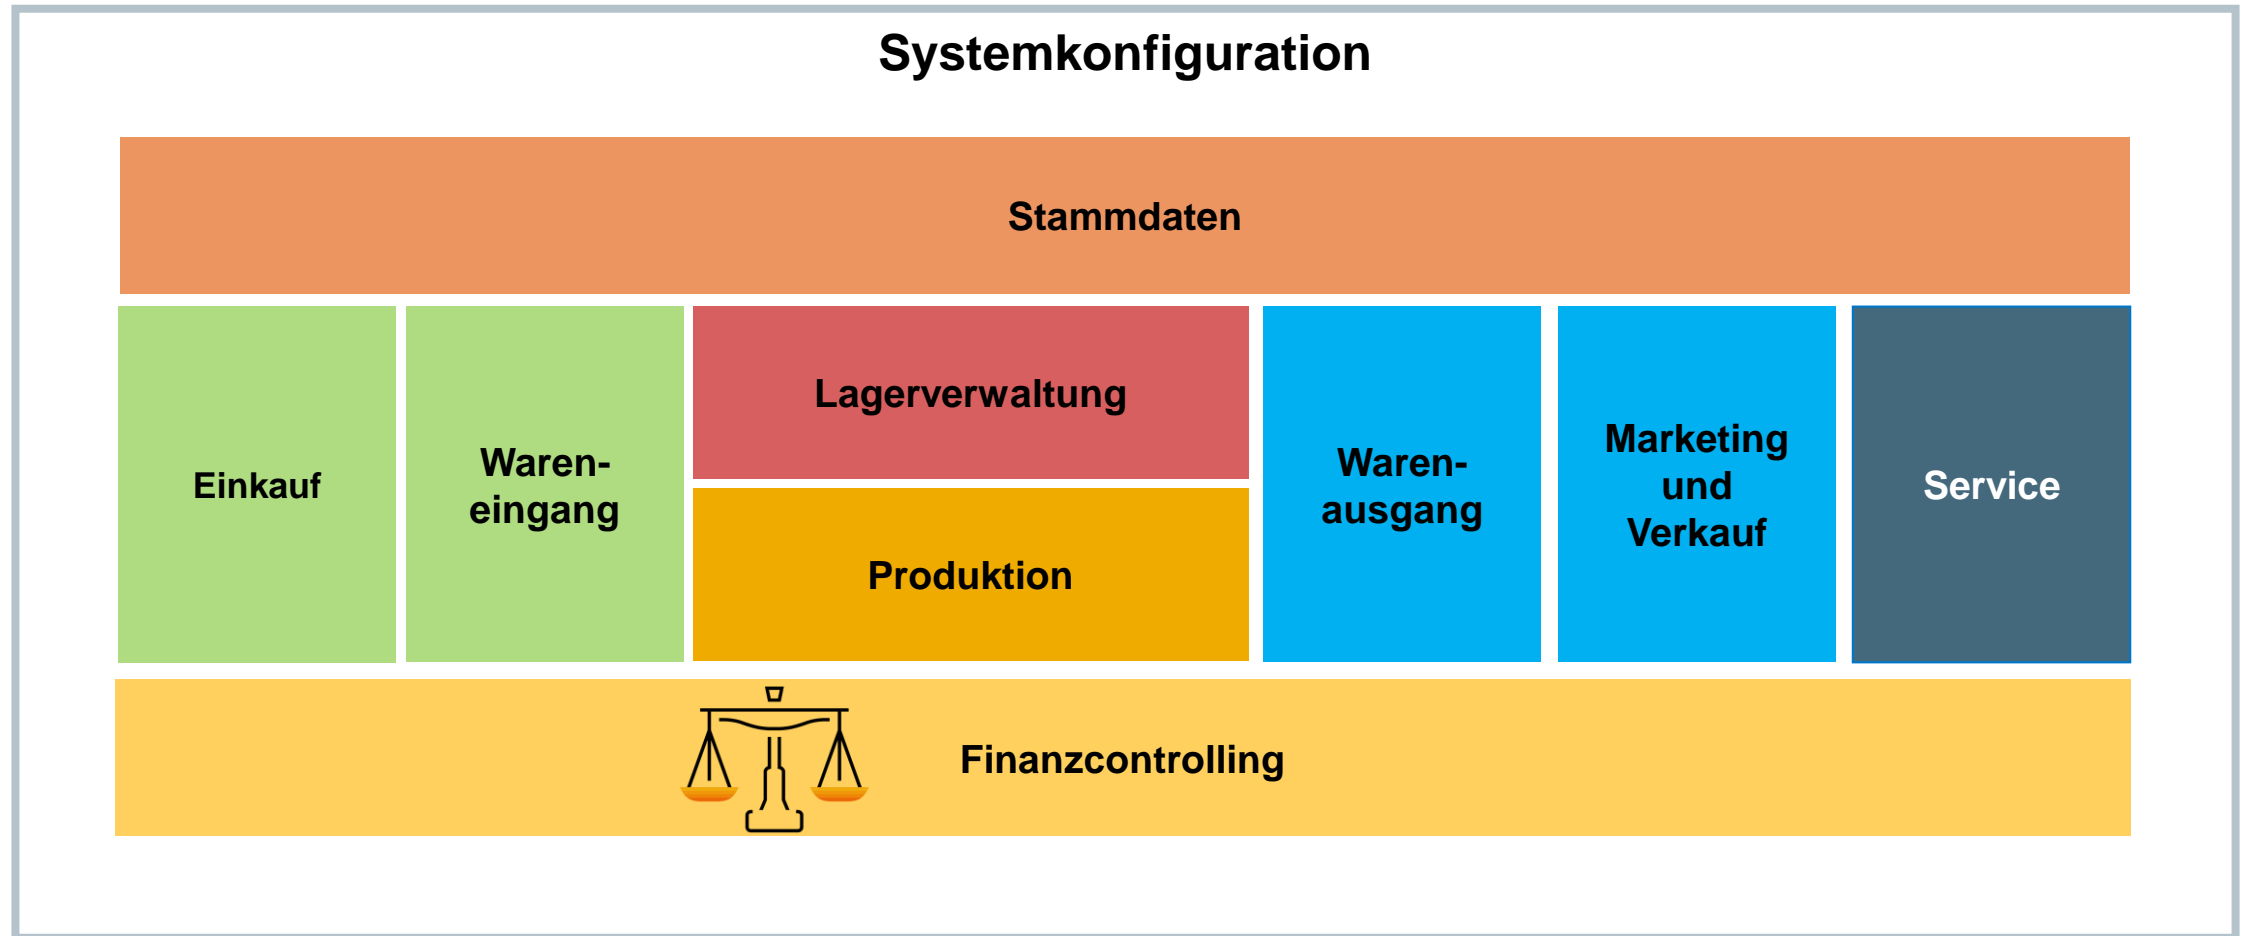 Systemkonfiguration
Stammdaten
Einkauf
Waren-
eingang
Lagerverwaltung
Produktion
Waren-
ausgang
Marketing
und
Verkauf
Service
Finanzcontrolling